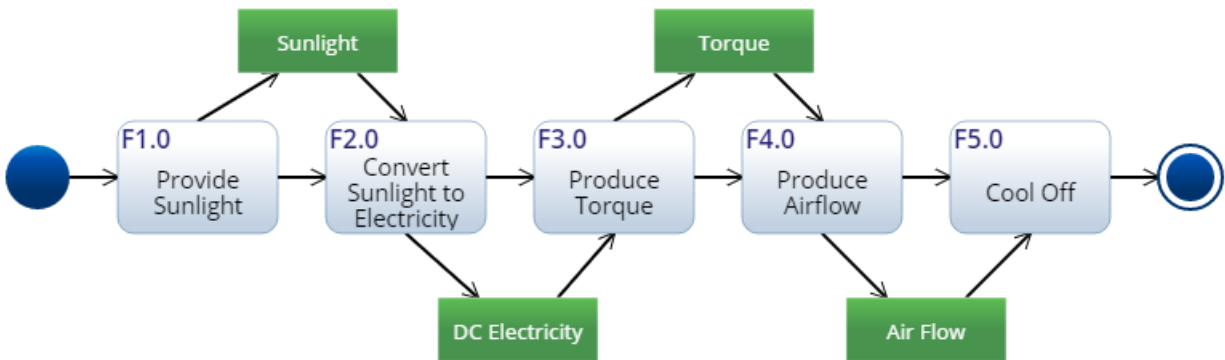 Sunlight
Torque
F1.0
Provide
Sunlight
F2.0
Convert
Sunlight to
Electricity
F3.0
Produce
Torque
F4.0
Produce
Airflow
F5.0
Cool Off
DC Electricity
Air Flow